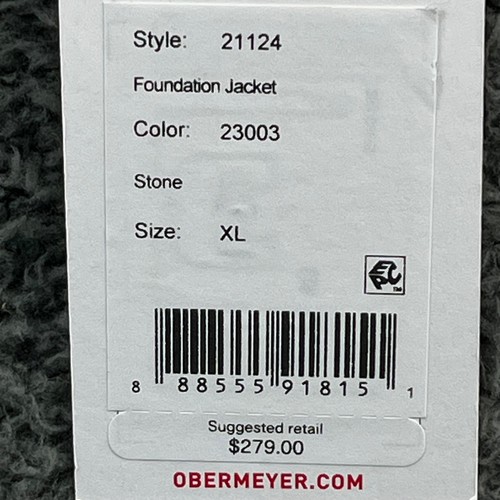 Style: 21124
Foundation Jacket
Color: 23003
Stone
Size: XL
EPC
8 88555 91815 1
Suggested retail
$279.00
OBERMEYER.COM